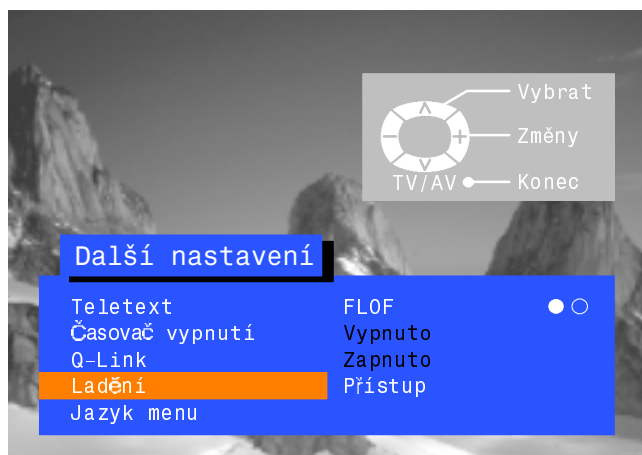 Vybrat
Změny
TV/AV Konec
Další nastavení
Teletext FLOF
Časovač vypnutí Vypnuto
Q-Link Zapnuto
Ladění Přístup
Jazyk menu